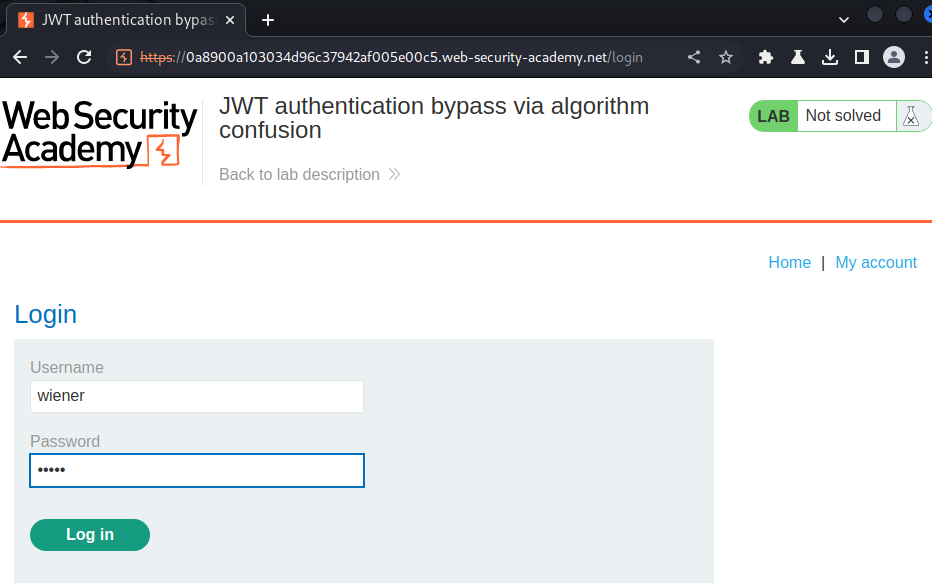 JWT authentication bypas
https://0a8900a103034d96c37942af005e00c5.web-security-academy.net/login
Web Security
Academy
JWT authentication bypass via algorithm
confusion
LAB Not solved
Back to lab description
Home | My account
Login
Username
wiener
Password
•••••
Log in